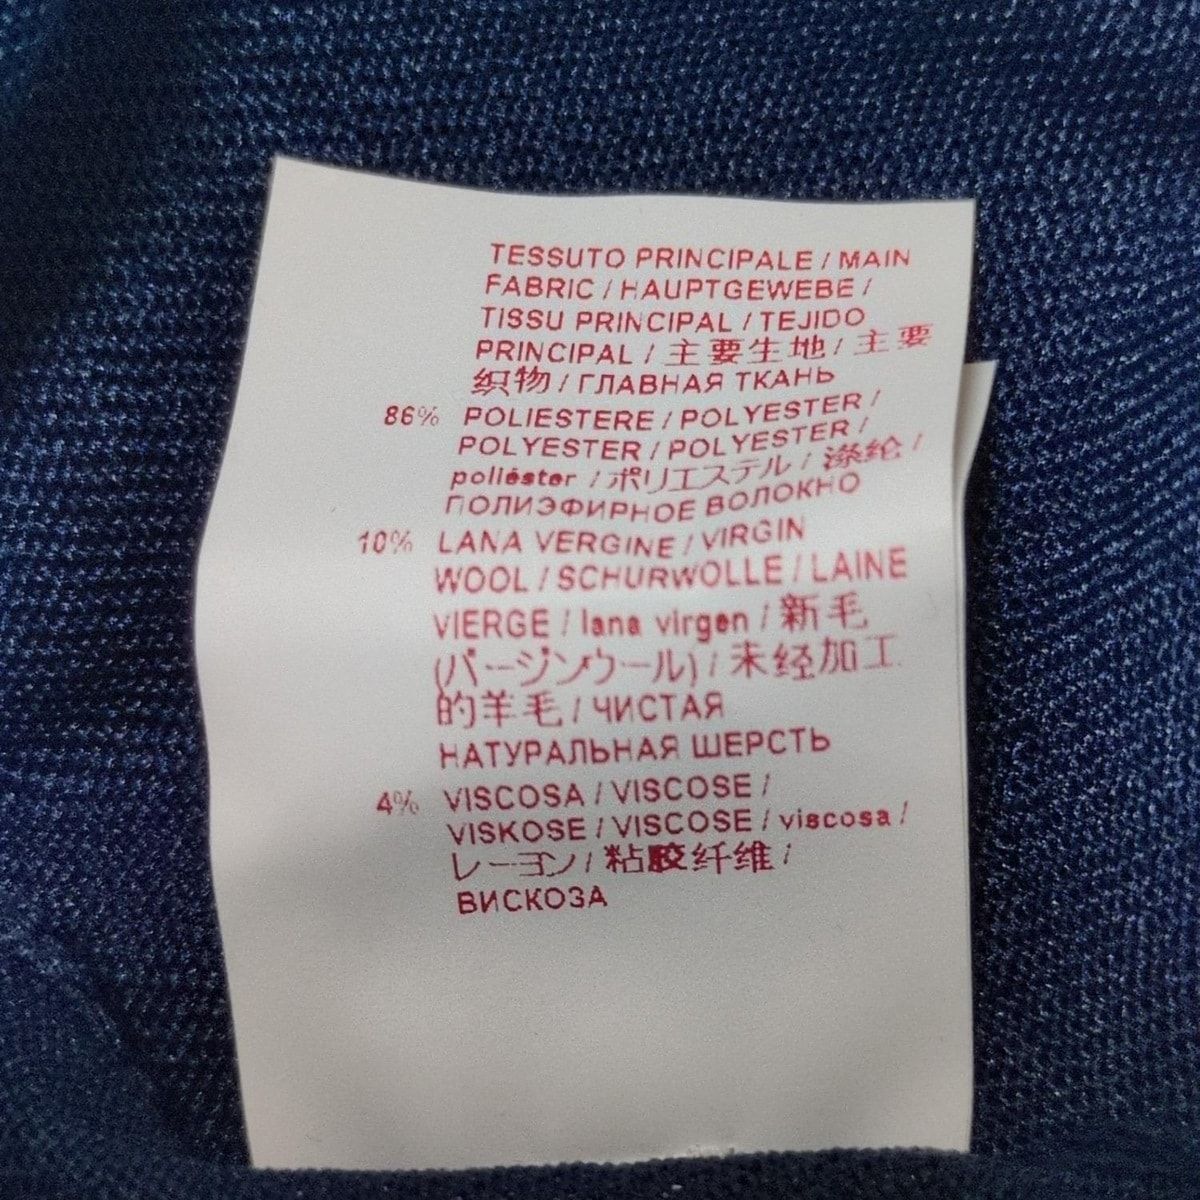 TESSUTO PRINCIPALE / MAIN
FABRIC / HAUPTGEWEBE /
TISSU PRINCIPAL / TEJIDO
PRINCIPAL / 主要生地 / 主要
织物 / ГЛАВНАЯ ТКАНЬ
86% POLIESTERE / POLYESTER /
POLYESTER / POLYESTER /
poliéster / ポリエステル / 涤纶 /
ПОЛИЭФИРНОЕ ВОЛОКНО
10% LANA VERGINE / VIRGIN
WOOL / SCHURWOLLE / LAINE
VIERGE / lana virgen / 新毛
(バージンウール) / 未经加工
的羊毛 / ЧИСТАЯ
НАТУРАЛЬНАЯ ШЕРСТЬ
4% VISCOSA / VISCOSE /
VISKOSE / VISCOSE / viscosa /
レーヨン / 粘胶纤维 /
ВИСКОЗА